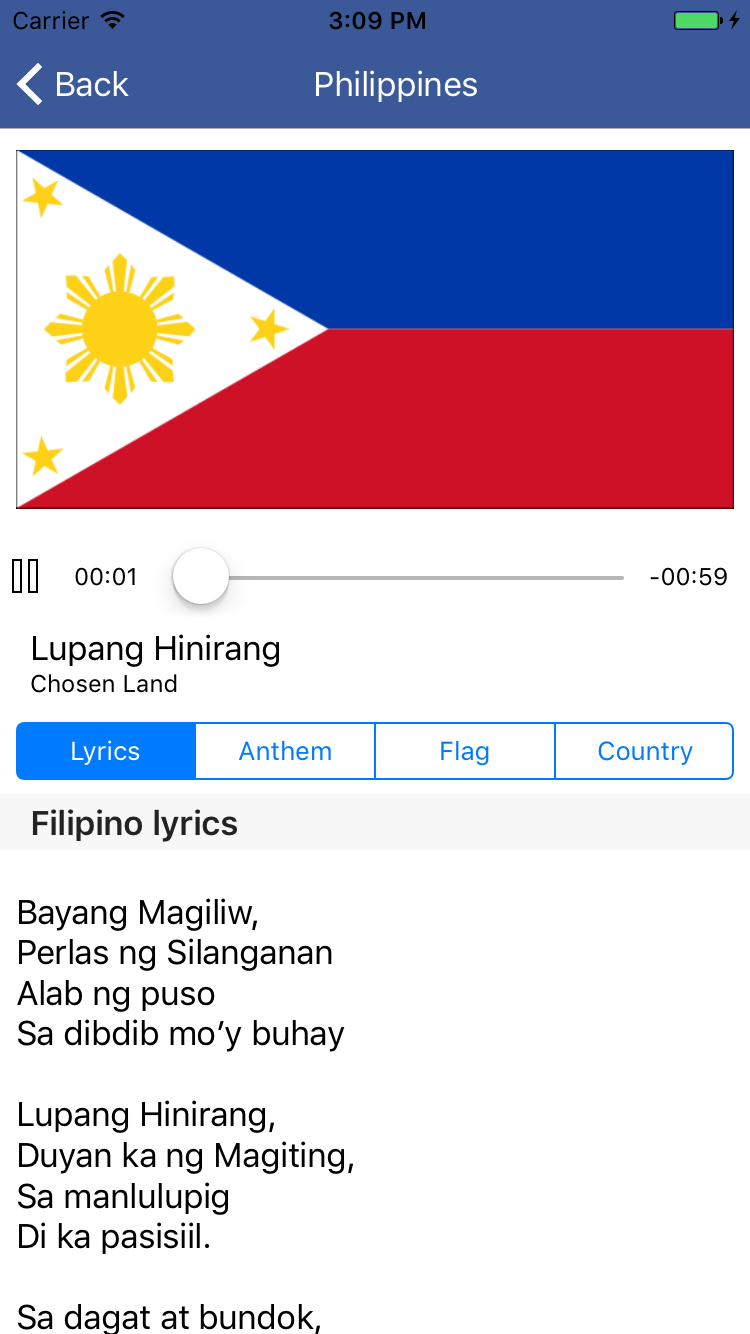 Carrier 3:09 PM
Back Philippines
00:01 -00:59
Lupang Hinirang
Chosen Land
Lyrics Anthem Flag Country
Filipino lyrics
Bayang Magiliw,
Perlas ng Silanganan
Alab ng puso
Sa dibdib mo’y buhay
Lupang Hinirang,
Duyan ka ng Magiting,
Sa manlulupig
Di ka pasisiil.
Sa dagat at bundok,